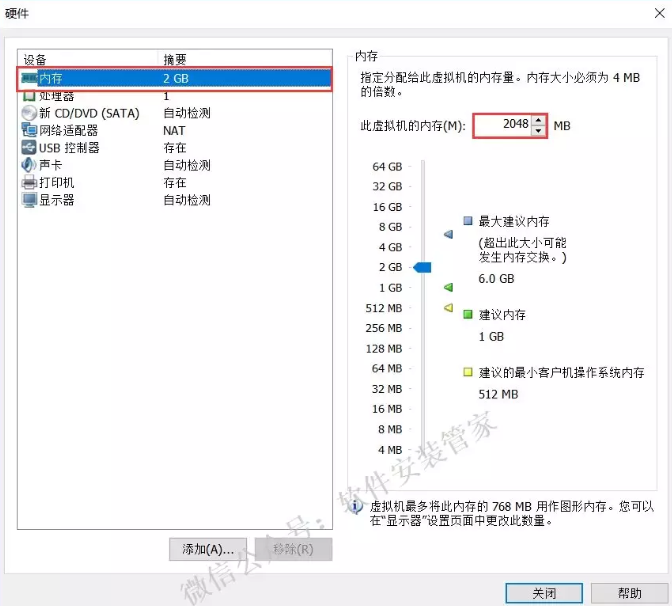 硬件
设备 摘要
内存 2 GB
处理器 1
新 CD/DVD (SATA) 自动检测
网络适配器 NAT
USB 控制器 存在
声卡 自动检测
打印机 存在
显示器 自动检测
添加(A)... 移除(R)
内存
指定分配给此虚拟机的内存量。内存大小必须为 4 MB
的倍数。
此虚拟机的内存(M): 2048 MB
64 GB
32 GB
16 GB
8 GB
4 GB
2 GB
1 GB
512 MB
256 MB
128 MB
64 MB
32 MB
16 MB
8 MB
4 MB
最大建议内存
(超出此大小可能
发生内存交换。)
6.0 GB
建议内存
1 GB
建议的最小客户机操作系统内存
512 MB
虚拟机最多将此内存的 768 MB 用作图形内存。您可以
在“显示器”设置页面中更改此数量。
关闭 帮助
微信公众号：软件安装管家